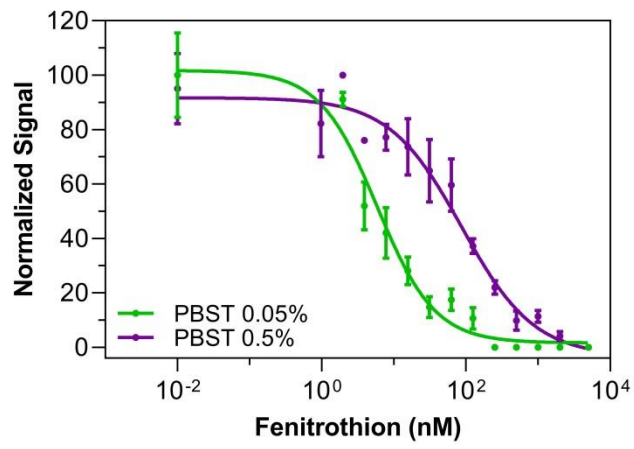 120
100
80
60
40
20
0
Normalized Signal
PBST 0.05%
PBST 0.5%
10⁻² 10⁰ 10² 10⁴
Fenitrothion (nM)